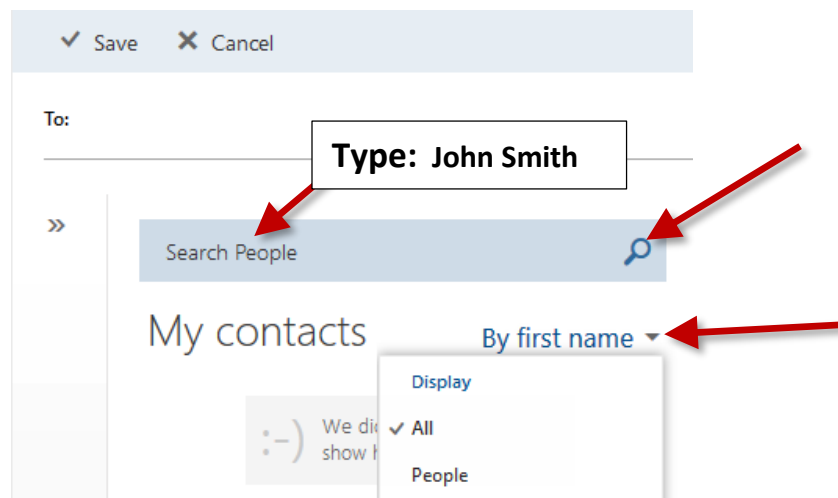 Save Cancel
To:
Type: John Smith
»
Search People
My contacts By first name
Display
:-) We di
All
show
People